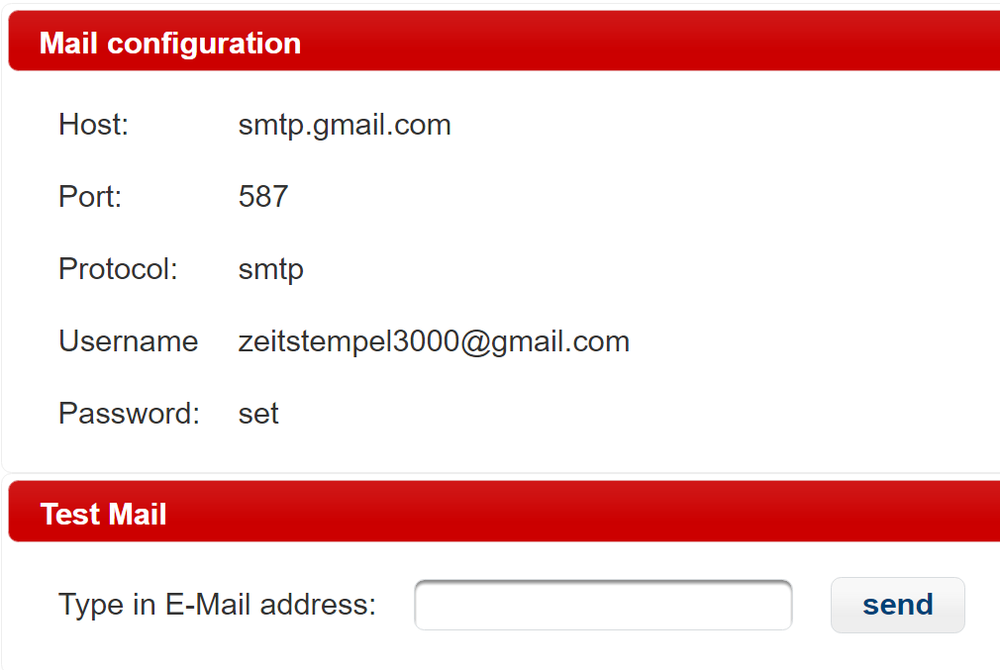 Mail configuration
Host: smtp.gmail.com
Port: 587
Protocol: smtp
Username zeitstempel3000@gmail.com
Password: set
Test Mail
Type in E-Mail address: send